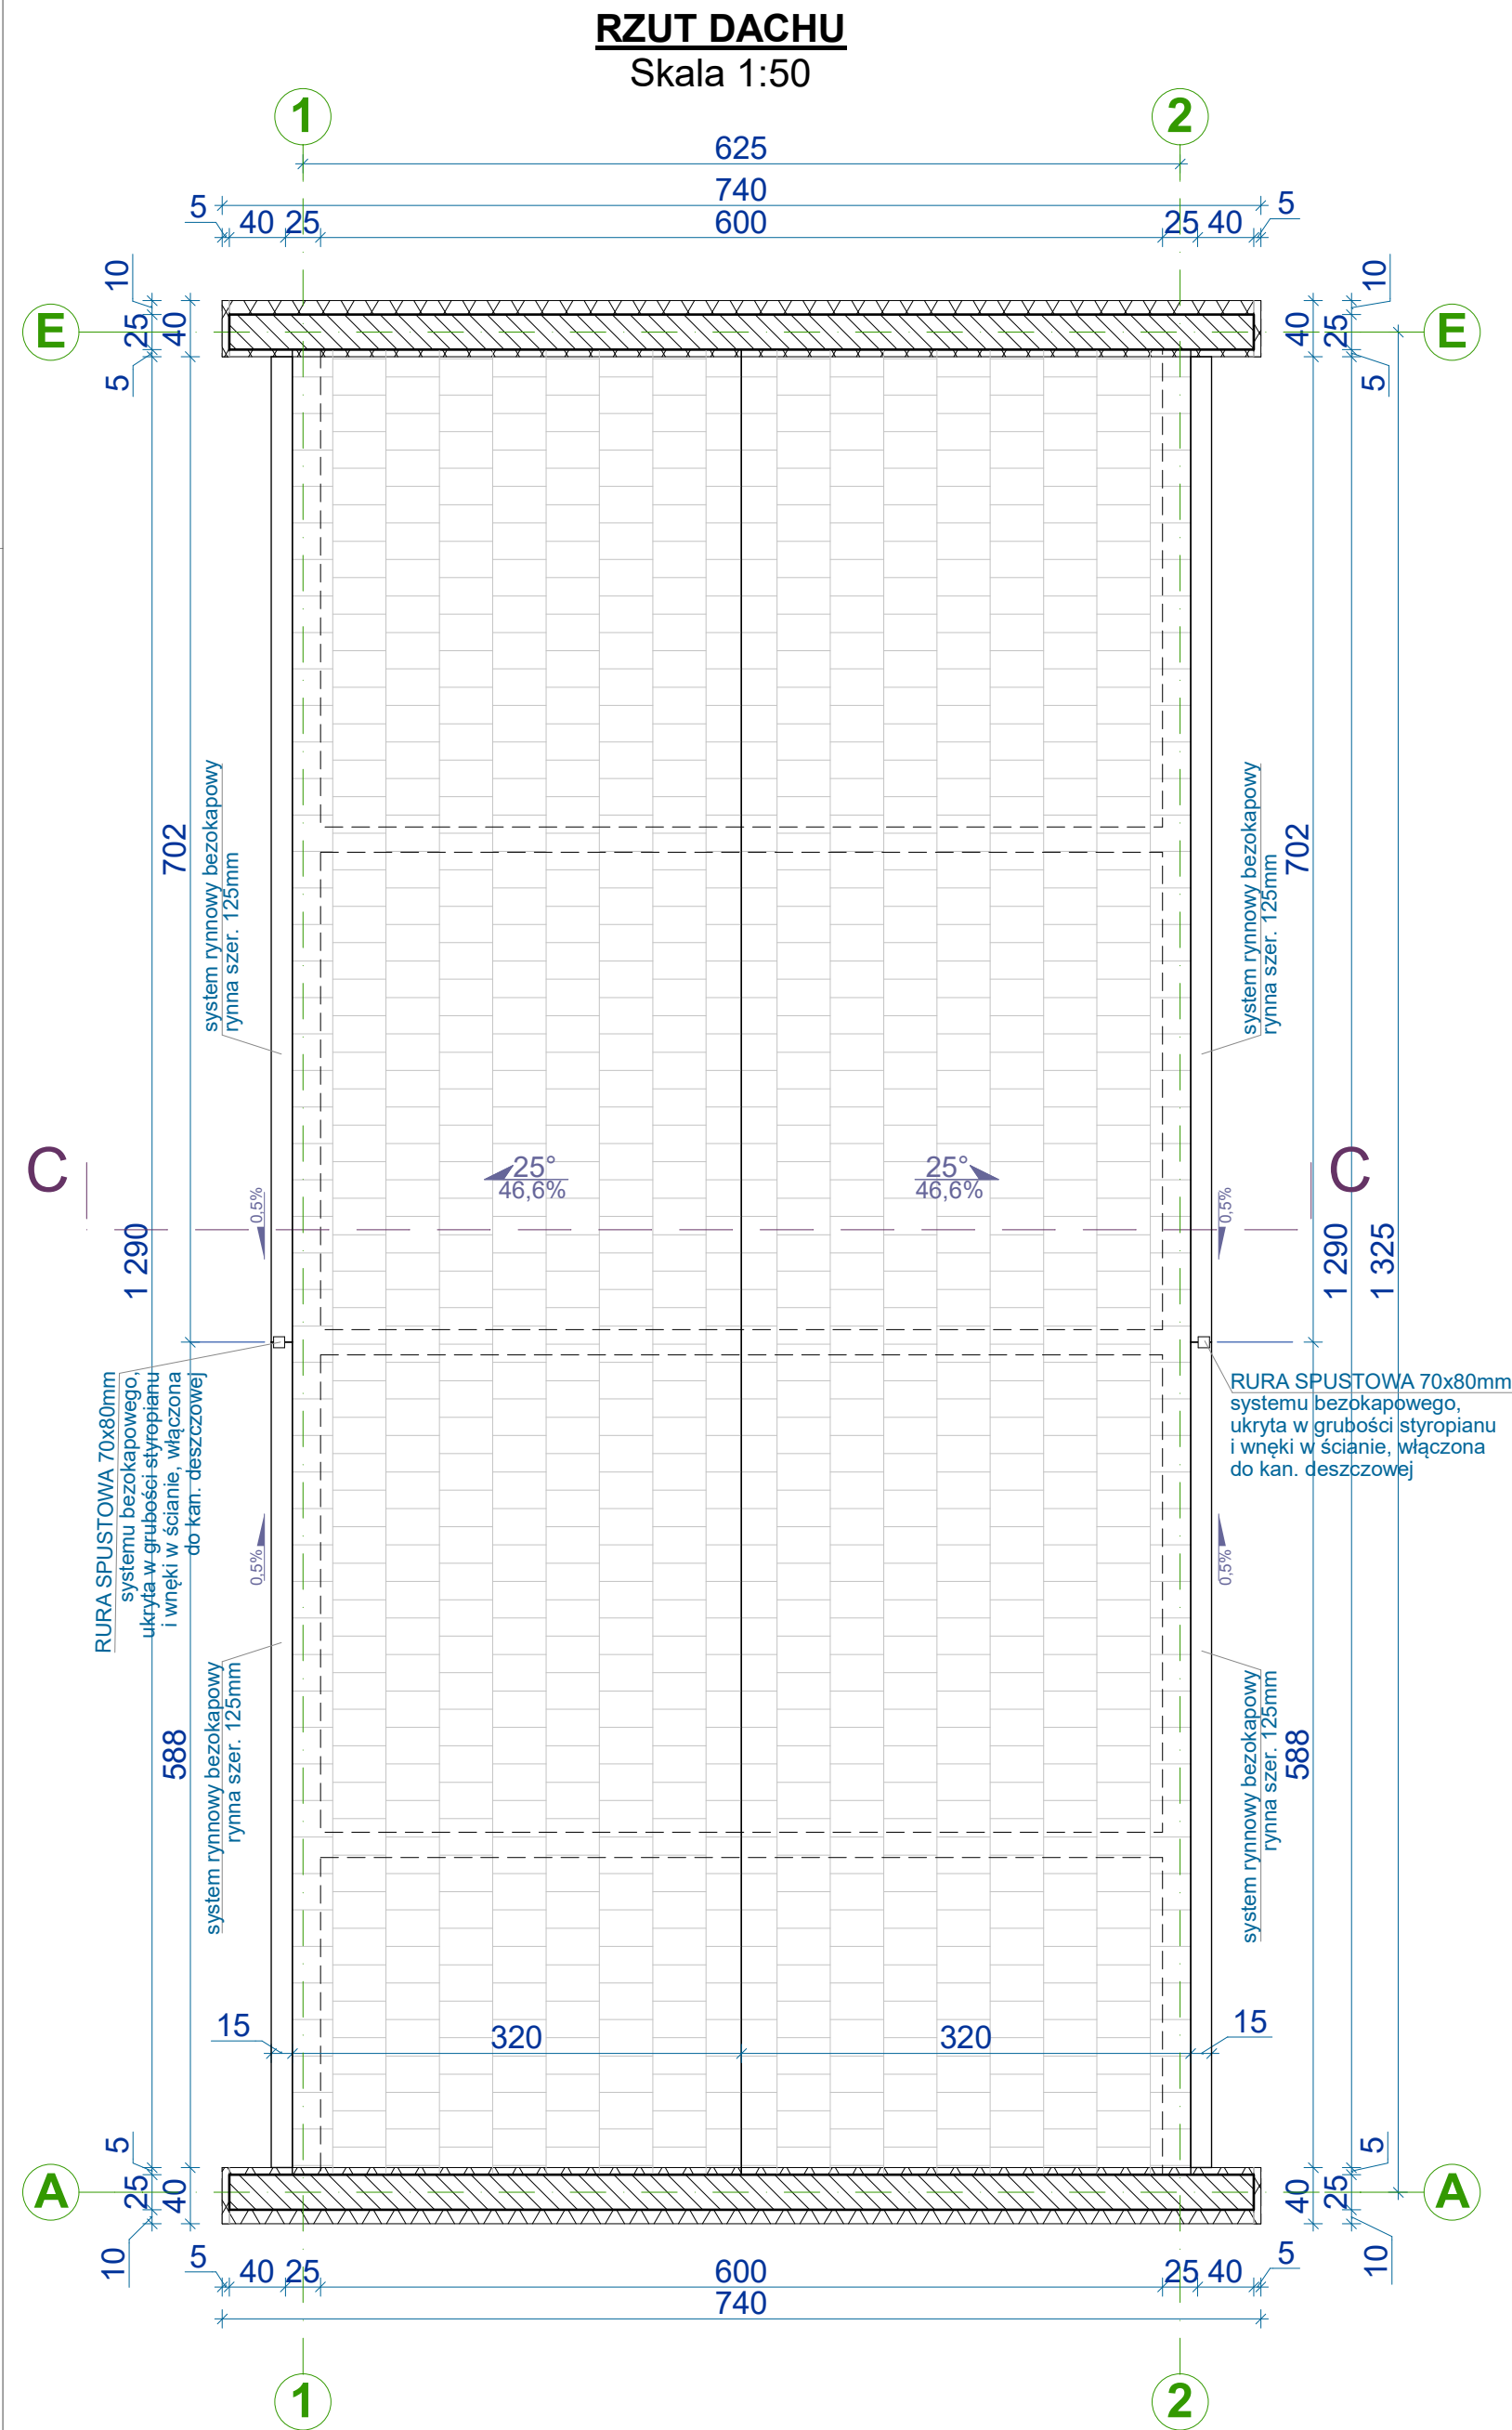 RZUT DACHU
Skala 1:50
1
2
625
740
5
40
25
600
25
40
5
10
25
40
5
E
10
40
25
5
E
702
system rynnowy bezokapowy
rynna szer. 125mm
system rynnowy bezokapowy
rynna szer. 125mm
702
C
25°
46,6%
25°
46,6%
C
0,5%
0,5%
1 290
1 290
1 325
RURA SPUSTOWA 70x80mm
systemu bezokapowego,
ukryta w grubości styropianu
i wnęki w ścianie, włączona
do kan. deszczowej
RURA SPUSTOWA 70x80mm
systemu bezokapowego,
ukryta w grubości styropianu
i wnęki w ścianie, włączona
do kan. deszczowej
0,5%
0,5%
588
system rynnowy bezokapowy
rynna szer. 125mm
system rynnowy bezokapowy
rynna szer. 125mm
588
15
320
320
15
5
25
40
10
A
5
40
25
10
A
5
40
25
600
25
40
5
740
1
2